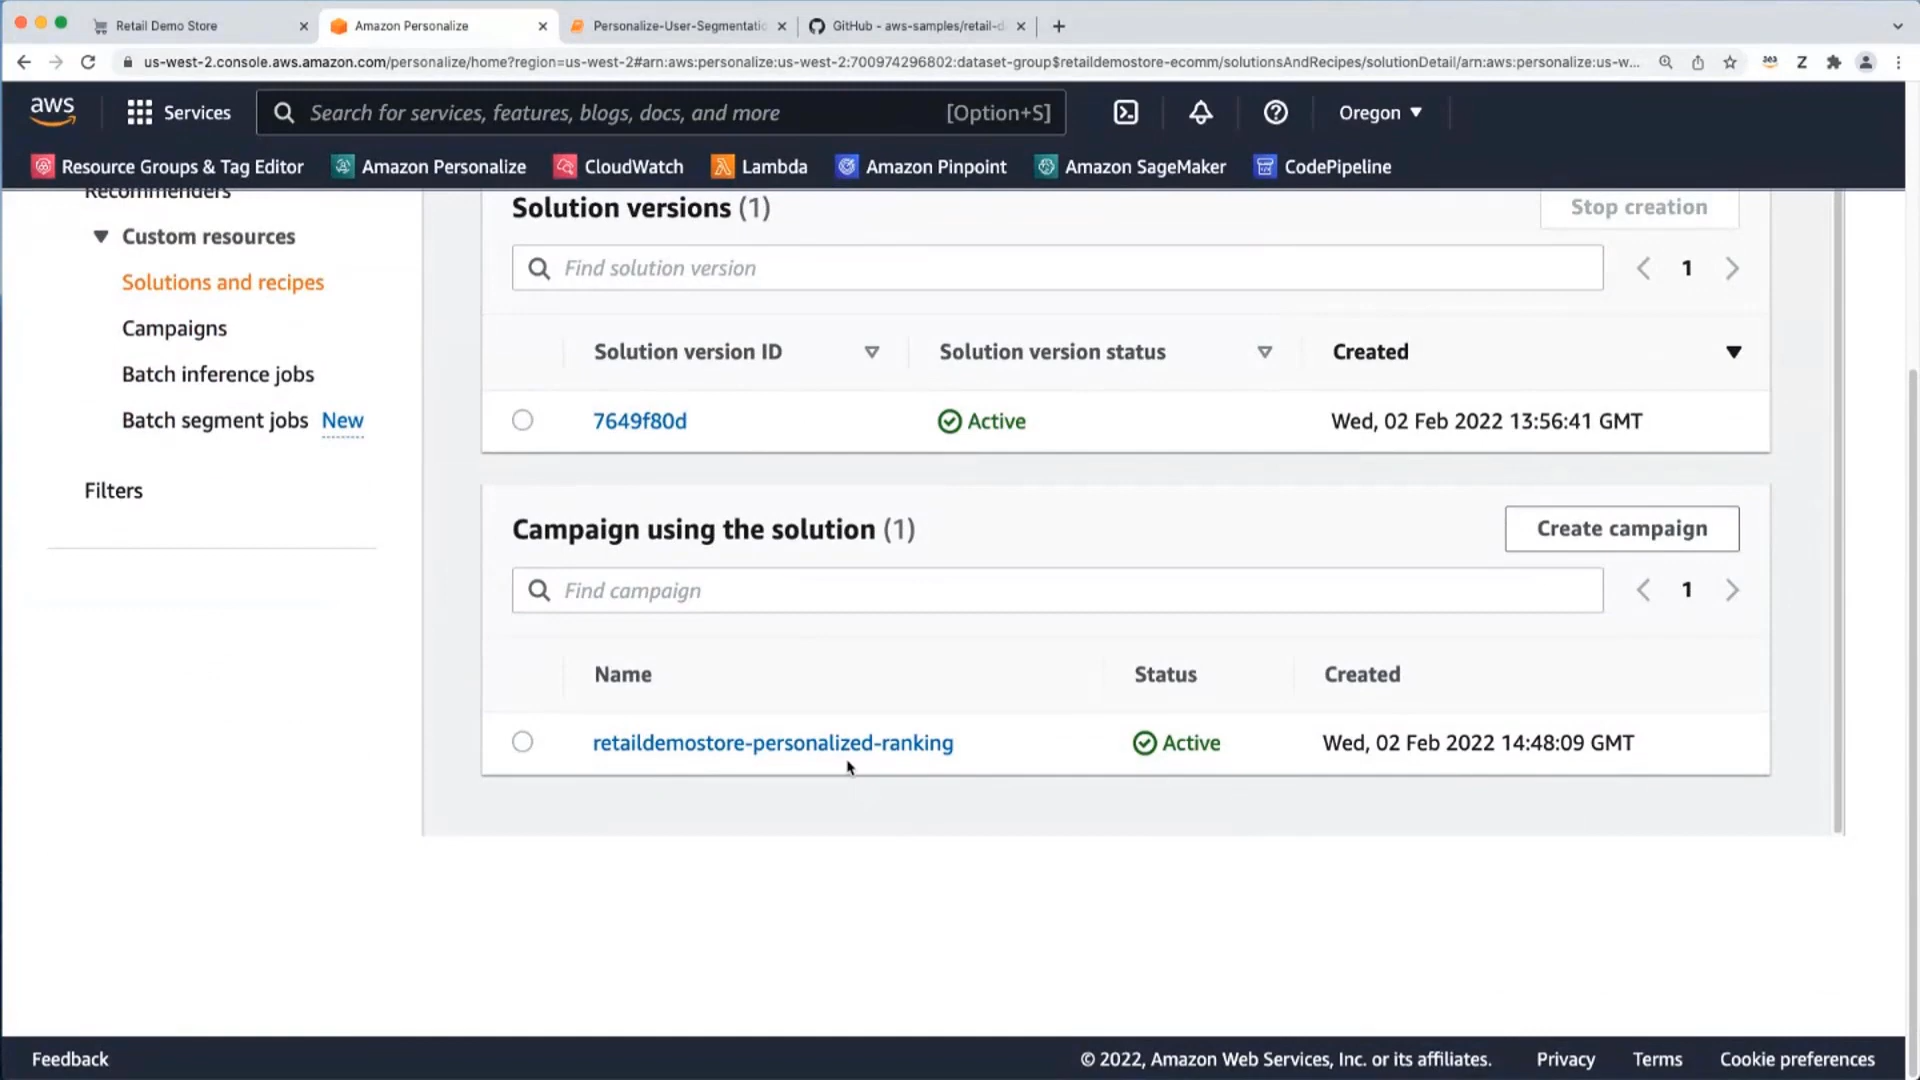 Retail Demo Store
Amazon Personalize
Personalize-User-Segmentatio
GitHub - aws-samples/retail-d
us-west-2.console.aws.amazon.com/personalize/home?region=us-west-2#arn:aws:personalize:us-west-2:700974296802:dataset-group$retaildemostore-ecomm/solutionsAndRecipes/solutionDetail/arn:aws:personalize:us-w...
aws
Services
Search for services, features, blogs, docs, and more
[Option+S]
Oregon
Resource Groups & Tag Editor
Amazon Personalize
CloudWatch
Lambda
Amazon Pinpoint
Amazon SageMaker
CodePipeline
Recommenders
Custom resources
Solutions and recipes
Campaigns
Batch inference jobs
Batch segment jobs New
Filters
Solution versions (1)
Stop creation
Find solution version
1
Solution version ID
Solution version status
Created
7649f80d
Active
Wed, 02 Feb 2022 13:56:41 GMT
Campaign using the solution (1)
Create campaign
Find campaign
1
Name
Status
Created
retaildemostore-personalized-ranking
Active
Wed, 02 Feb 2022 14:48:09 GMT
Feedback
© 2022, Amazon Web Services, Inc. or its affiliates.
Privacy
Terms
Cookie preferences